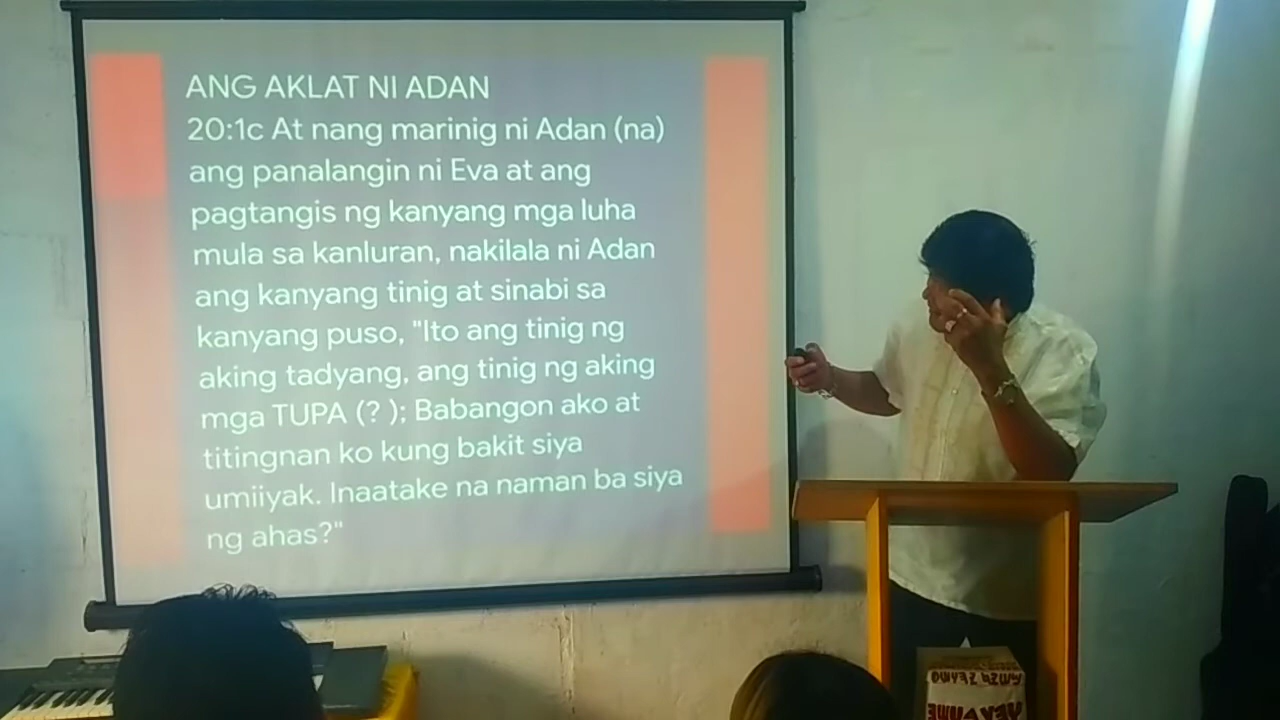 ANG AKLAT NI ADAN
20:1c At nang marinig ni Adan (na)
ang panalangin ni Eva at ang
pagtangis ng kanyang mga luha
mula sa kanluran, nakilala ni Adan
ang kanyang tinig at sinabi sa
kanyang puso, "Ito ang tinig ng
aking tadyang, ang tinig ng aking
mga TUPA (? ); Babangon ako at
titingnan ko kung bakit siya
umiiyak. Inaatake na naman ba siya
ng ahas?"